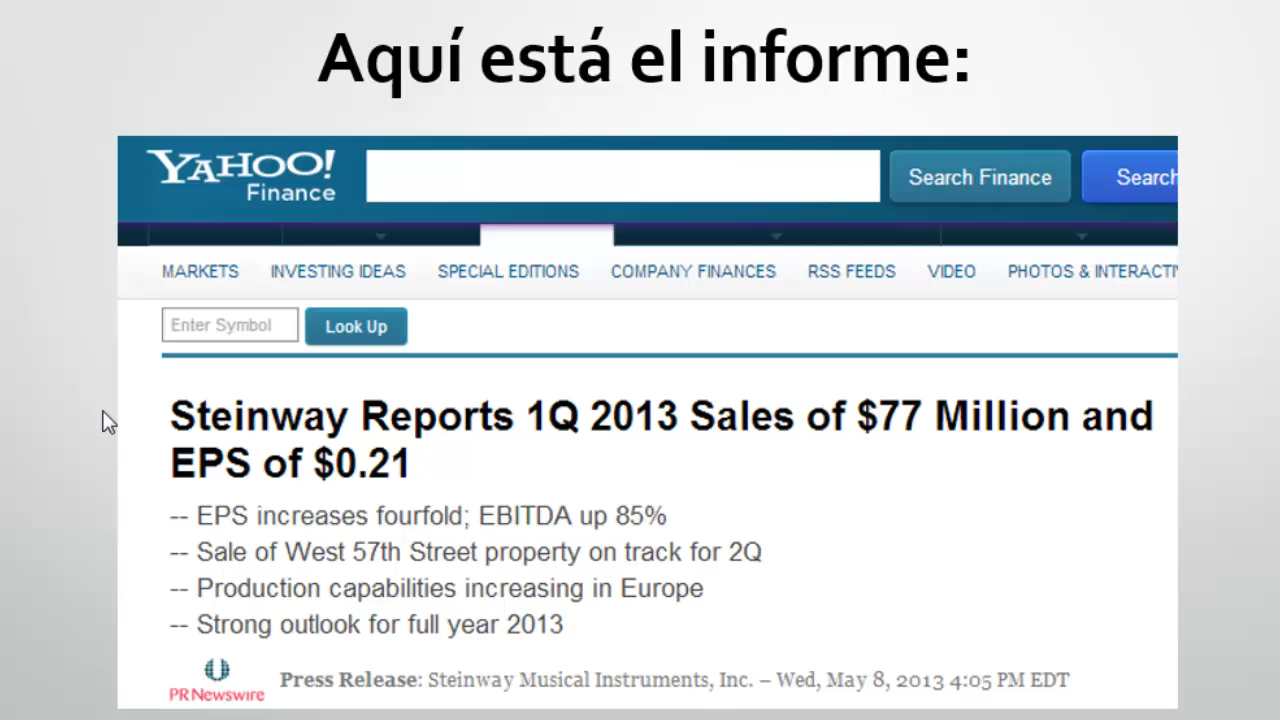 Aquí está el informe:
YAHOO!
Finance
Search Finance
Search
MARKETS INVESTING IDEAS SPECIAL EDITIONS COMPANY FINANCES RSS FEEDS VIDEO PHOTOS & INTERACTI
Enter Symbol
Look Up
Steinway Reports 1Q 2013 Sales of $77 Million and
EPS of $0.21
-- EPS increases fourfold; EBITDA up 85%
-- Sale of West 57th Street property on track for 2Q
-- Production capabilities increasing in Europe
-- Strong outlook for full year 2013
PR Newswire
Press Release: Steinway Musical Instruments, Inc. – Wed, May 8, 2013 4:05 PM EDT